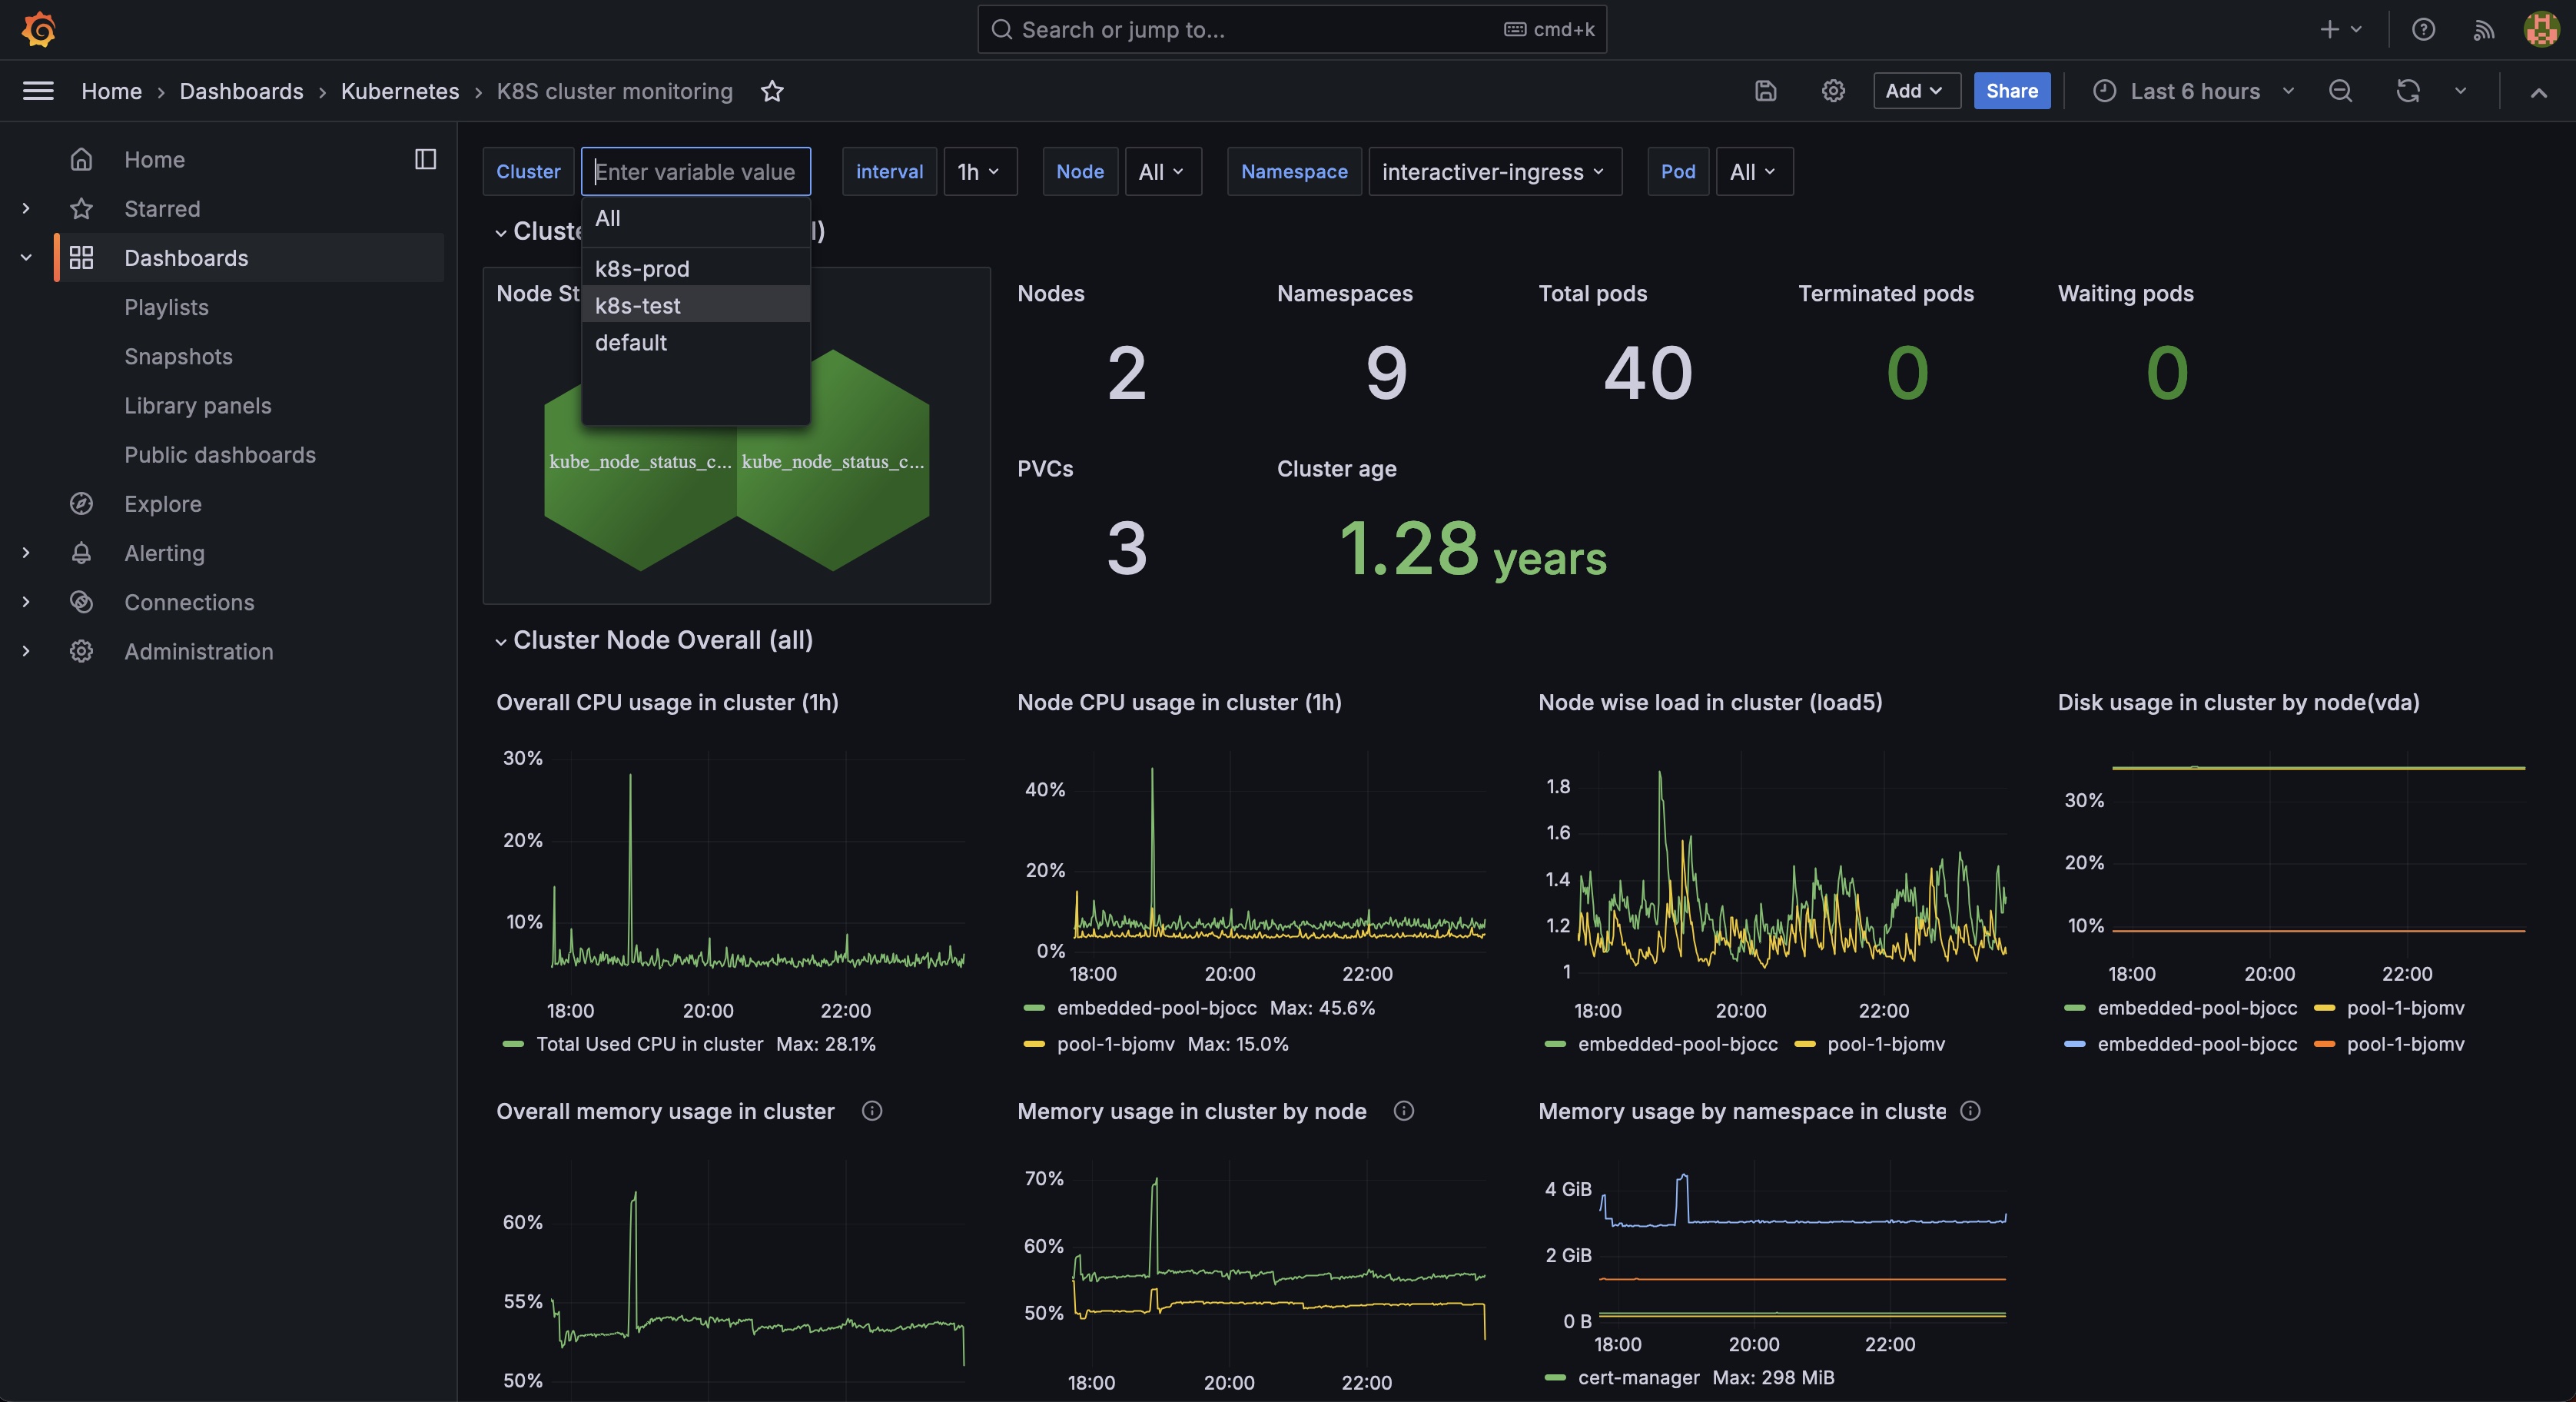 Search or jump to... cmd+k
Home › Dashboards › Kubernetes › K8S cluster monitoring Add Share Last 6 hours
Home
Starred
Dashboards
Playlists
Snapshots
Library panels
Public dashboards
Explore
Alerting
Connections
Administration
Cluster Enter variable value interval 1h Node All Namespace interactiver-ingress Pod All
All
k8s-prod
k8s-test
default
Node St
kube_node_status_c... kube_node_status_c...
Nodes Namespaces Total pods Terminated pods Waiting pods
2 9 40 0 0
PVCs Cluster age
3 1.28 years
Cluster Node Overall (all)
Overall CPU usage in cluster (1h)
30%
20%
10%
18:00 20:00 22:00
Total Used CPU in cluster Max: 28.1%
Node CPU usage in cluster (1h)
40%
20%
0%
18:00 20:00 22:00
embedded-pool-bjocc Max: 45.6%
pool-1-bjomv Max: 15.0%
Node wise load in cluster (load5)
1.8
1.6
1.4
1.2
1
18:00 20:00 22:00
embedded-pool-bjocc pool-1-bjomv
Disk usage in cluster by node(vda)
30%
20%
10%
18:00 20:00 22:00
embedded-pool-bjocc pool-1-bjomv
embedded-pool-bjocc pool-1-bjomv
Overall memory usage in cluster
60%
55%
50%
Memory usage in cluster by node
70%
60%
50%
18:00 20:00 22:00
Memory usage by namespace in cluste
4 GiB
2 GiB
0 B
18:00 20:00 22:00
cert-manager Max: 298 MiB